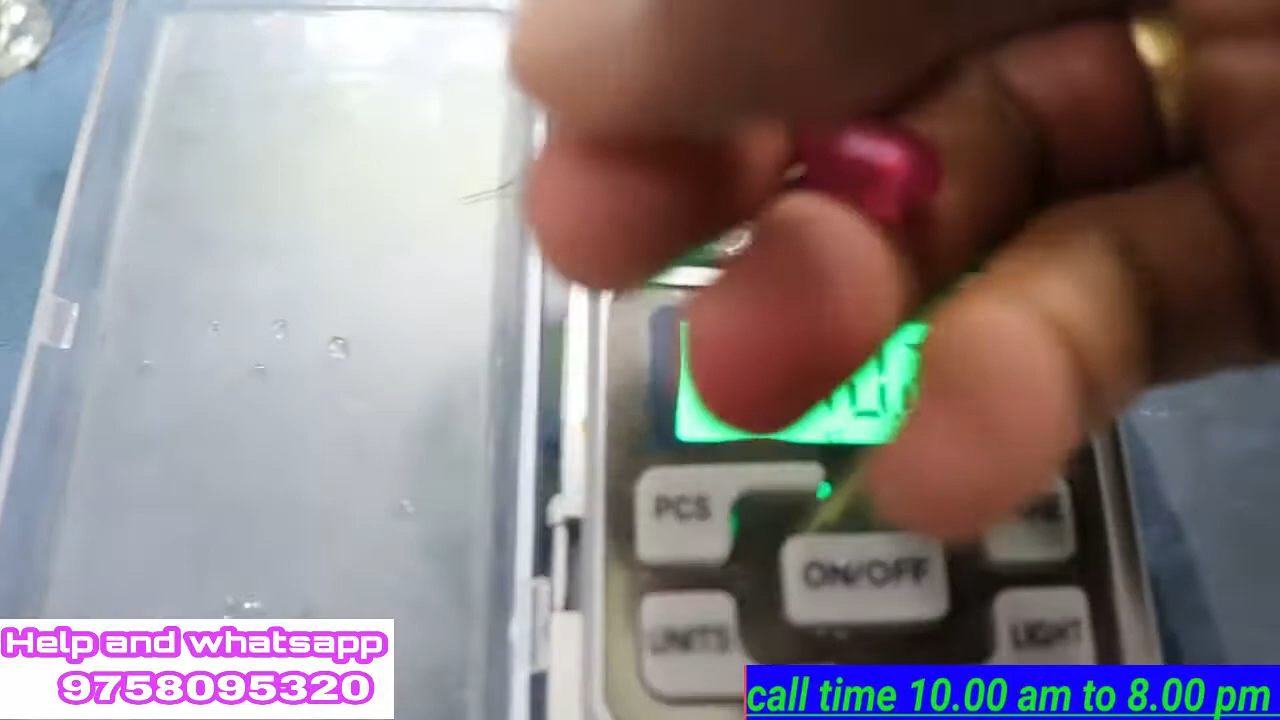 PCS
ON/OFF
UNITS
LIGHT
Help and whatsapp
9758095320
call time 10.00 am to 8.00 pm